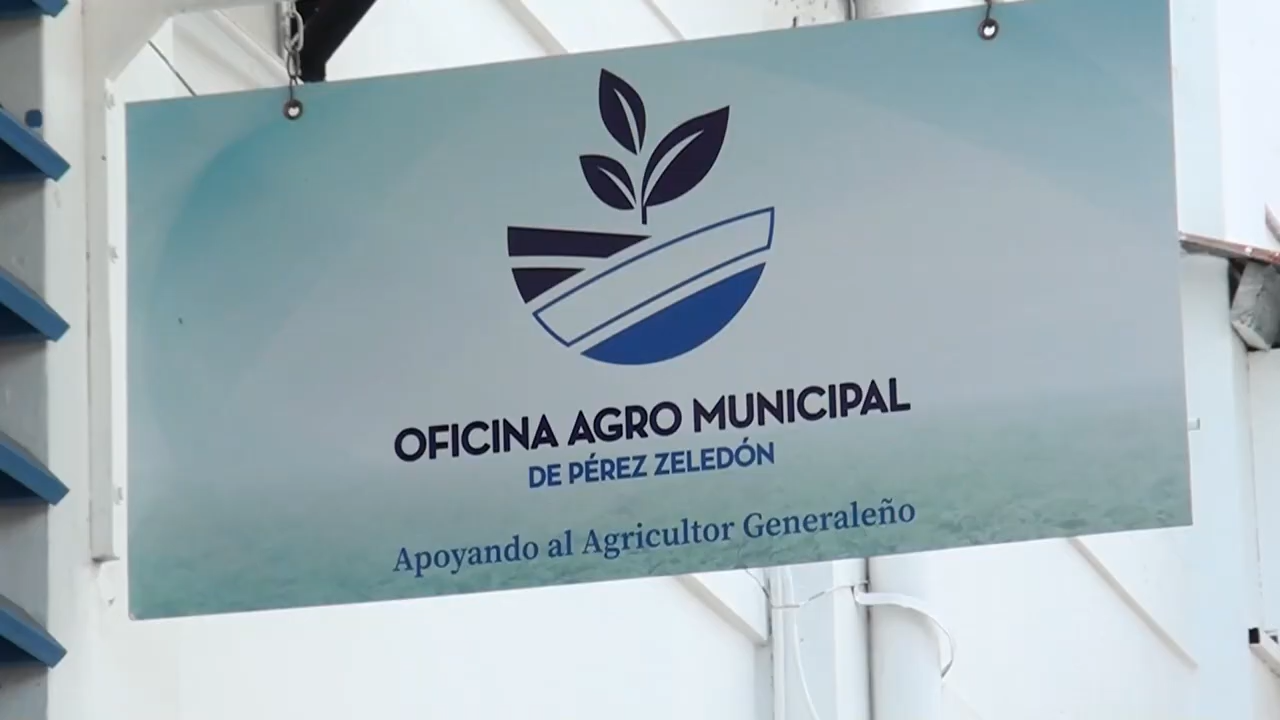 OFICINA AGRO MUNICIPAL
DE PÉREZ ZELEDÓN
Apoyando al Agricultor Generaleño